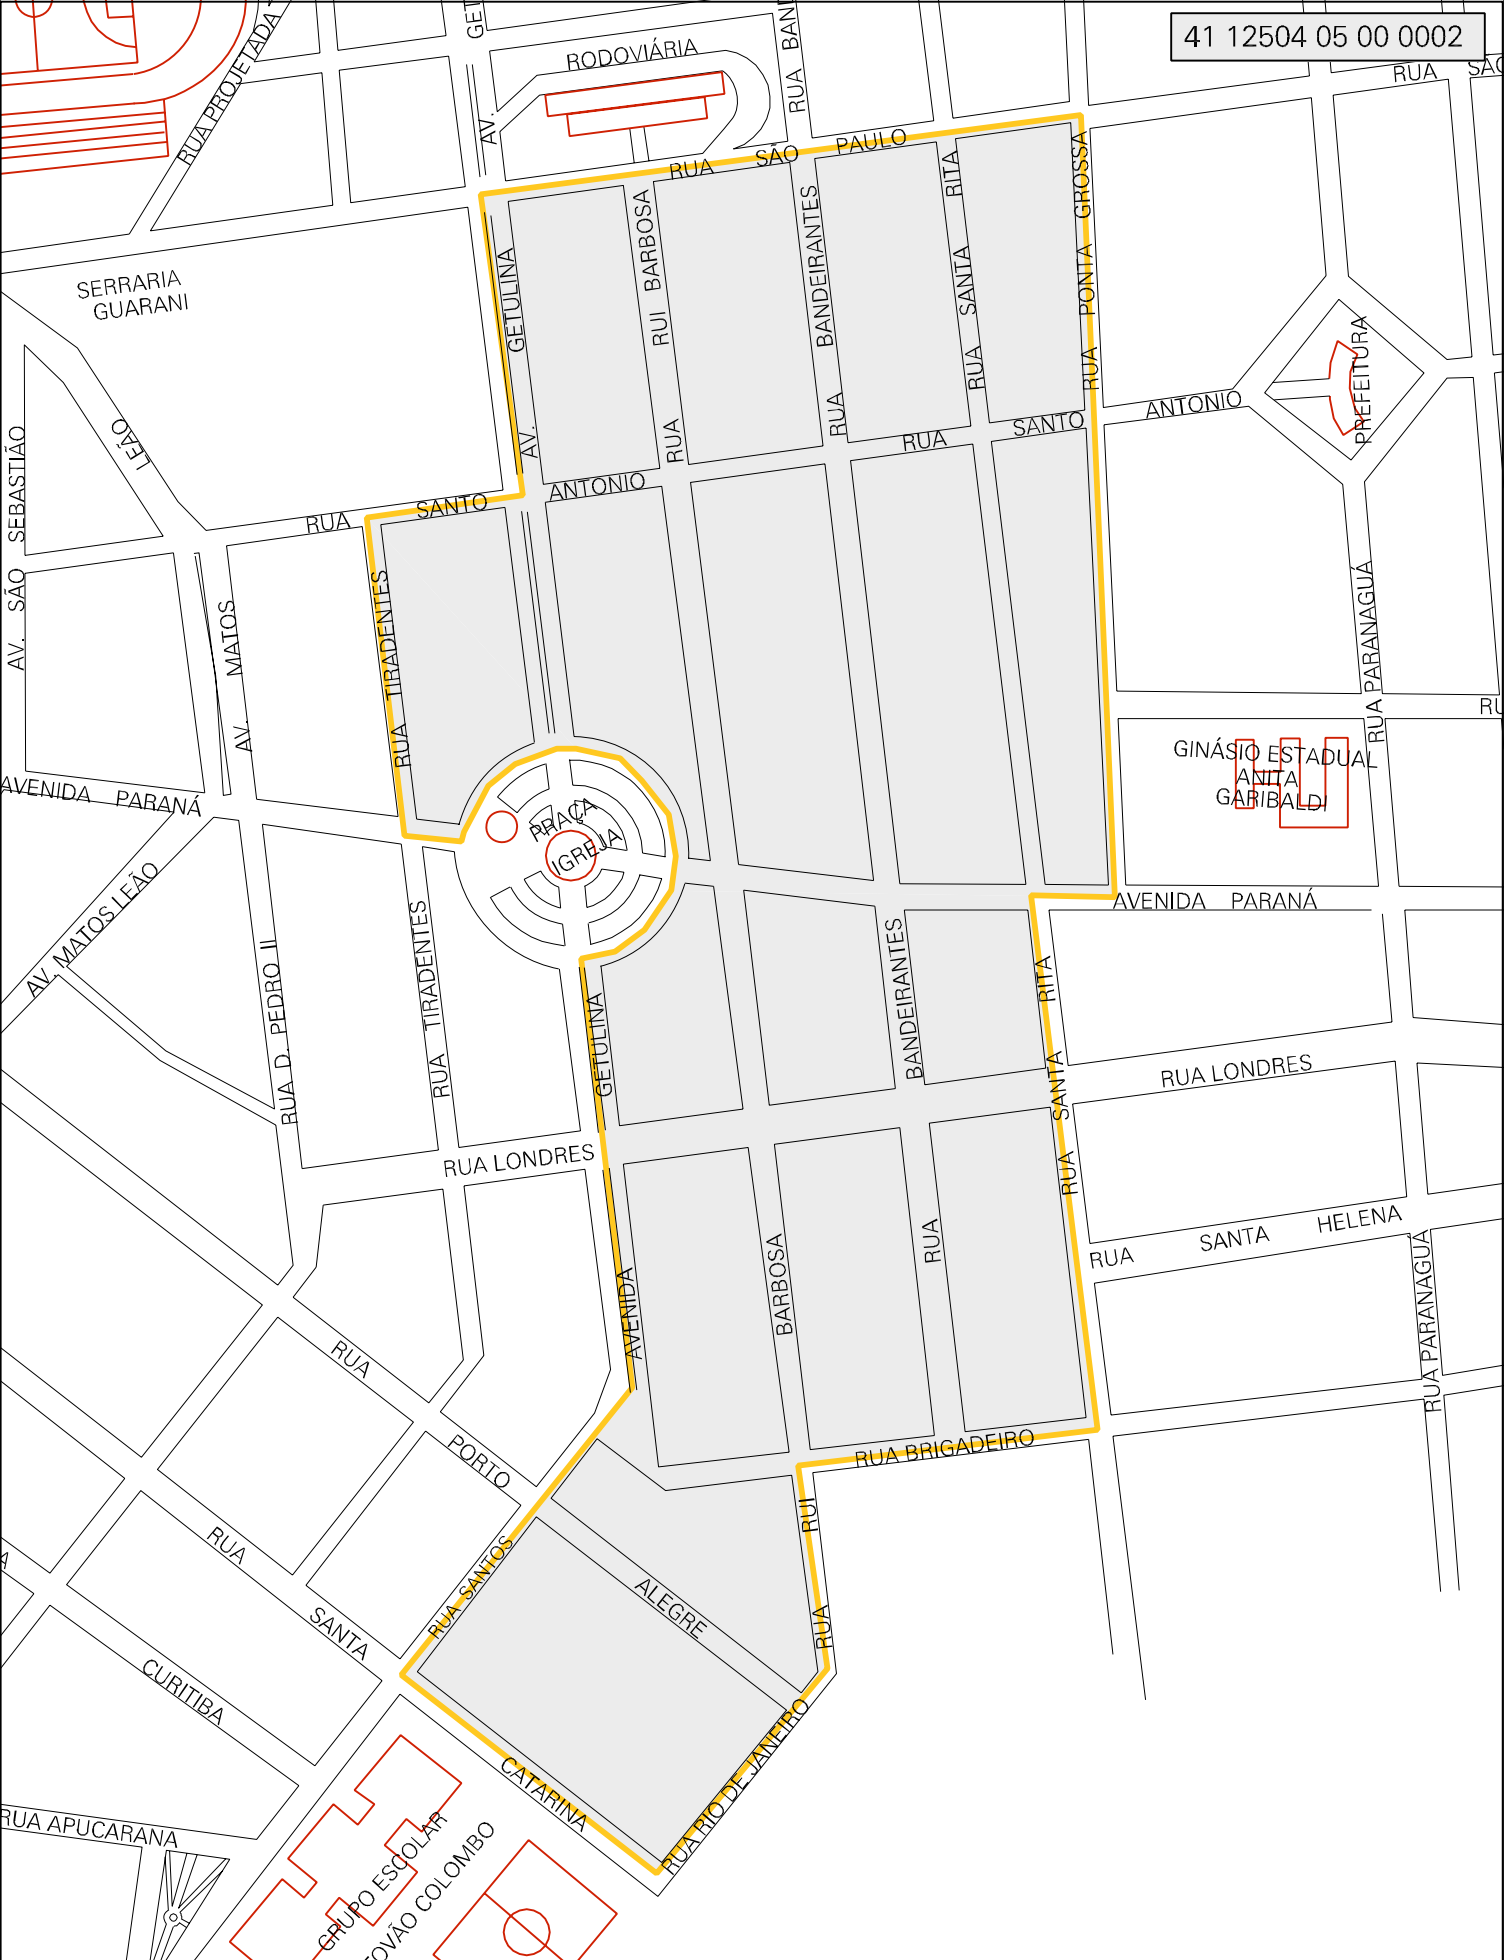 41 12504 05 00 0002
RUA PROJETADA
AV.
RODOVIÁRIA
RUA
RUA
RUA SÃO PAULO
SERRARIA
GUARANI
AV. GETULINA
RUA RUI BARBOSA
RUA BANDEIRANTES
RUA SANTA RITA
RUA PONTA GROSSA
PREFEITURA
RUA SANTO ANTONIO
RUA SANTO ANTONIO
LEÃO
AV. SÃO SEBASTIÃO
AV. MATOS
RUA TIRADENTES
RUA PARANAGUÁ
GINÁSIO ESTADUAL
ANITA
GARIBALDI
AVENIDA PARANÁ
PRAÇA
IGREJA
AV. MATOS LEÃO
RUA D. PEDRO II
RUA TIRADENTES
GETULINA
BANDEIRANTES
AVENIDA PARANÁ
RUA SANTA RITA
RUA LONDRES
RUA LONDRES
RUA SANTA HELENA
RUA
BARBOSA
AVENIDA
RUA PARANAGUÁ
RUA PORTO
RUA BRIGADEIRO
RUA RUI
RUA SANTOS
ALEGRE
RUA SANTA
CURITIBA
CATARINA
RUA RIO DE JANEIRO
RUA APUCARANA
GRUPO ESCOLAR
OVÃO COLOMBO